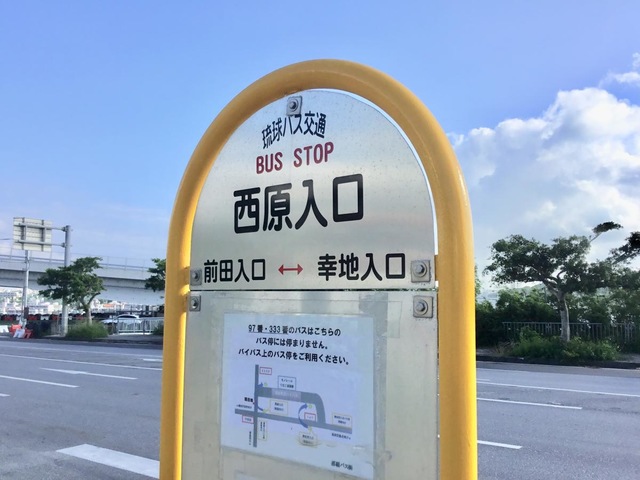 琉球バス交通
BUS STOP
西原入口
前田入口 ↔ 幸地入口
97番・333番のバスはこちらの
バス停には停まりません。
バイパス上のバス停をご利用ください。